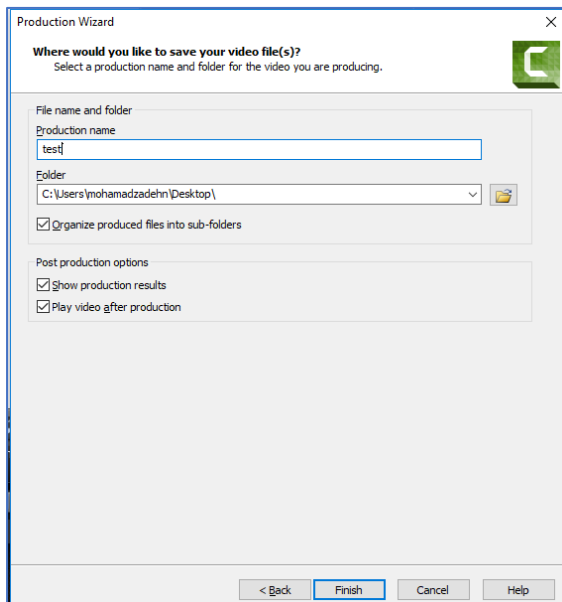 Production Wizard
Where would you like to save your video file(s)?
Select a production name and folder for the video you are producing.
File name and folder
Production name
test
Folder
C:\Users\mohamadzadehn\Desktop\
Organize produced files into sub-folders
Post production options
Show production results
Play video after production
< Back Finish Cancel Help